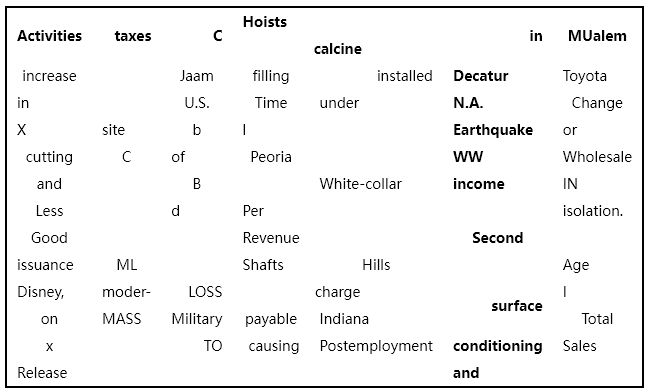 Activities taxes C Hoists calcine in MUalem
increase Jaam filling installed Decatur Toyota
in U.S. Time under N.A. Change
X site b I Earthquake or
cutting C of Peoria WW Wholesale
and B White-collar income IN
Less d Per isolation.
Good Revenue Second
issuance ML Shafts Hills Age
Disney, moder- LOSS charge surface I
on MASS Military payable Indiana Total
x TO causing Postemployment conditioning Sales
Release and